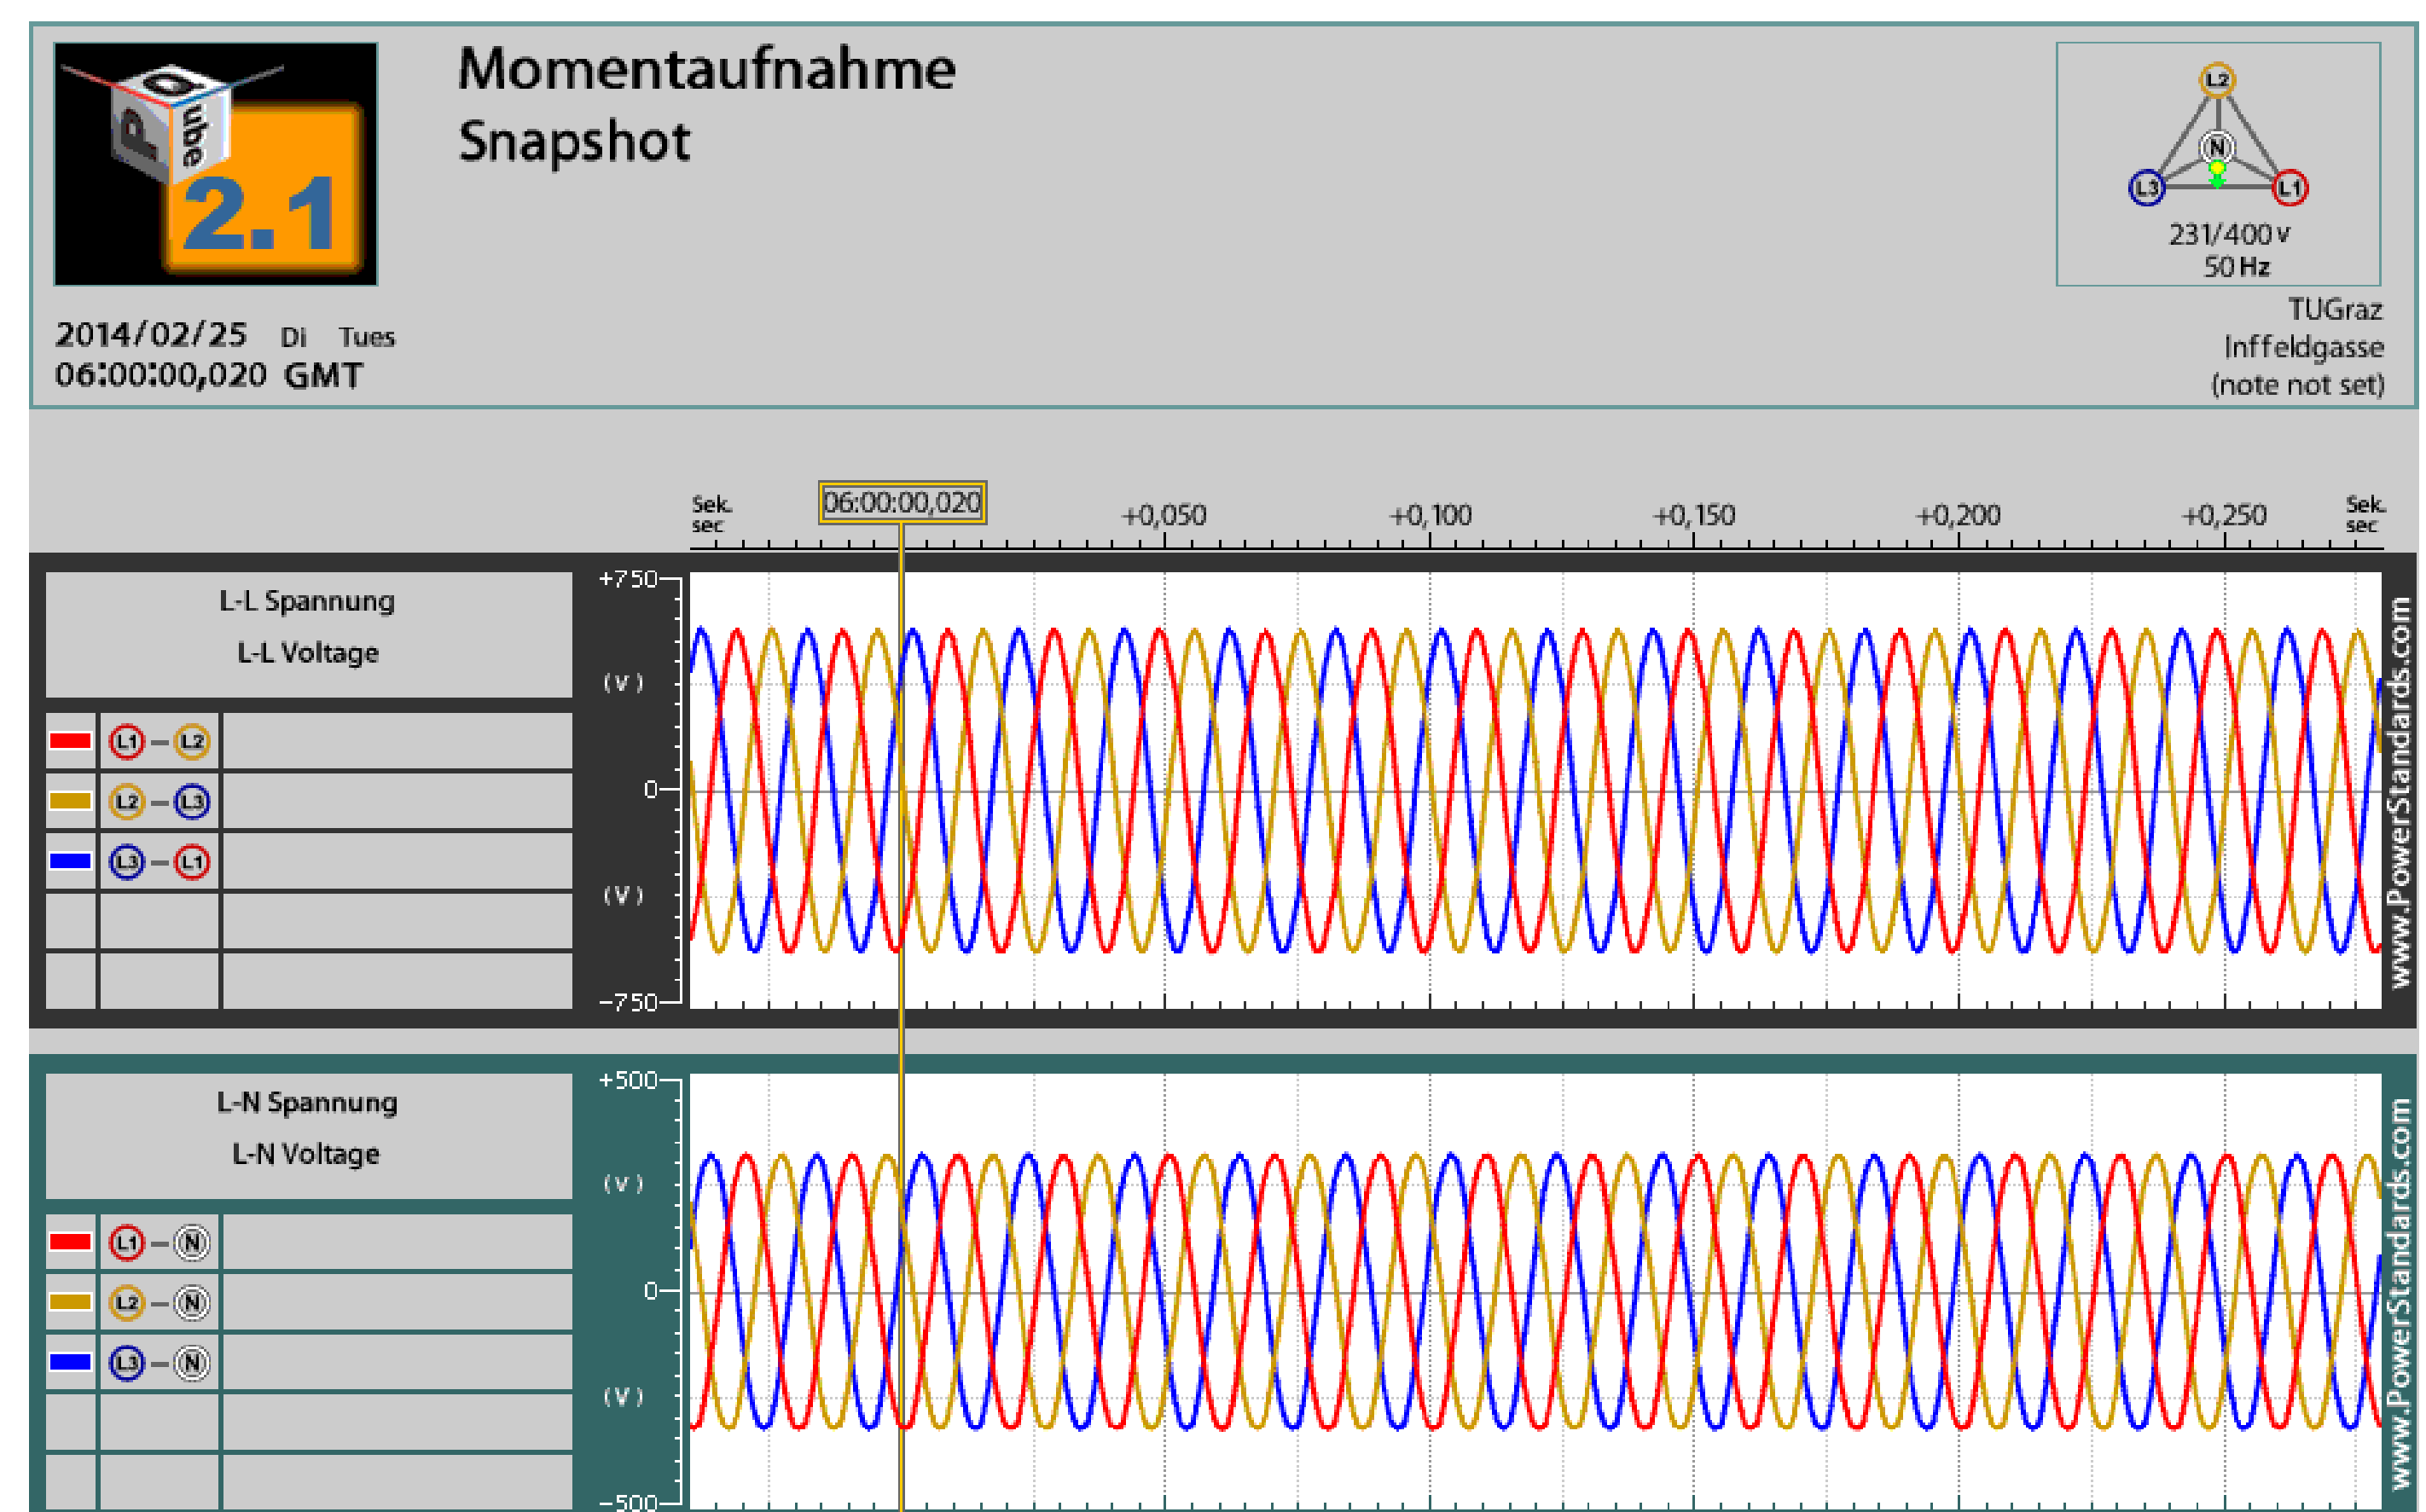 PQube
2.1
Momentaufnahme
Snapshot
L2
N
L3 L1
231/400 V
50 Hz
2014/02/25 Di Tues
06:00:00,020 GMT
TUGraz
Inffeldgasse
(note not set)
Sek.
sec
06:00:00,020
+0,050
+0,100
+0,150
+0,200
+0,250
Sek.
sec
L-L Spannung
L-L Voltage
L1 – L2
L2 – L3
L3 – L1
+750
(V)
0
(V)
-750
www.PowerStandards.com
L-N Spannung
L-N Voltage
L1 – N
L2 – N
L3 – N
+500
(V)
0
(V)
-500
www.PowerStandards.com